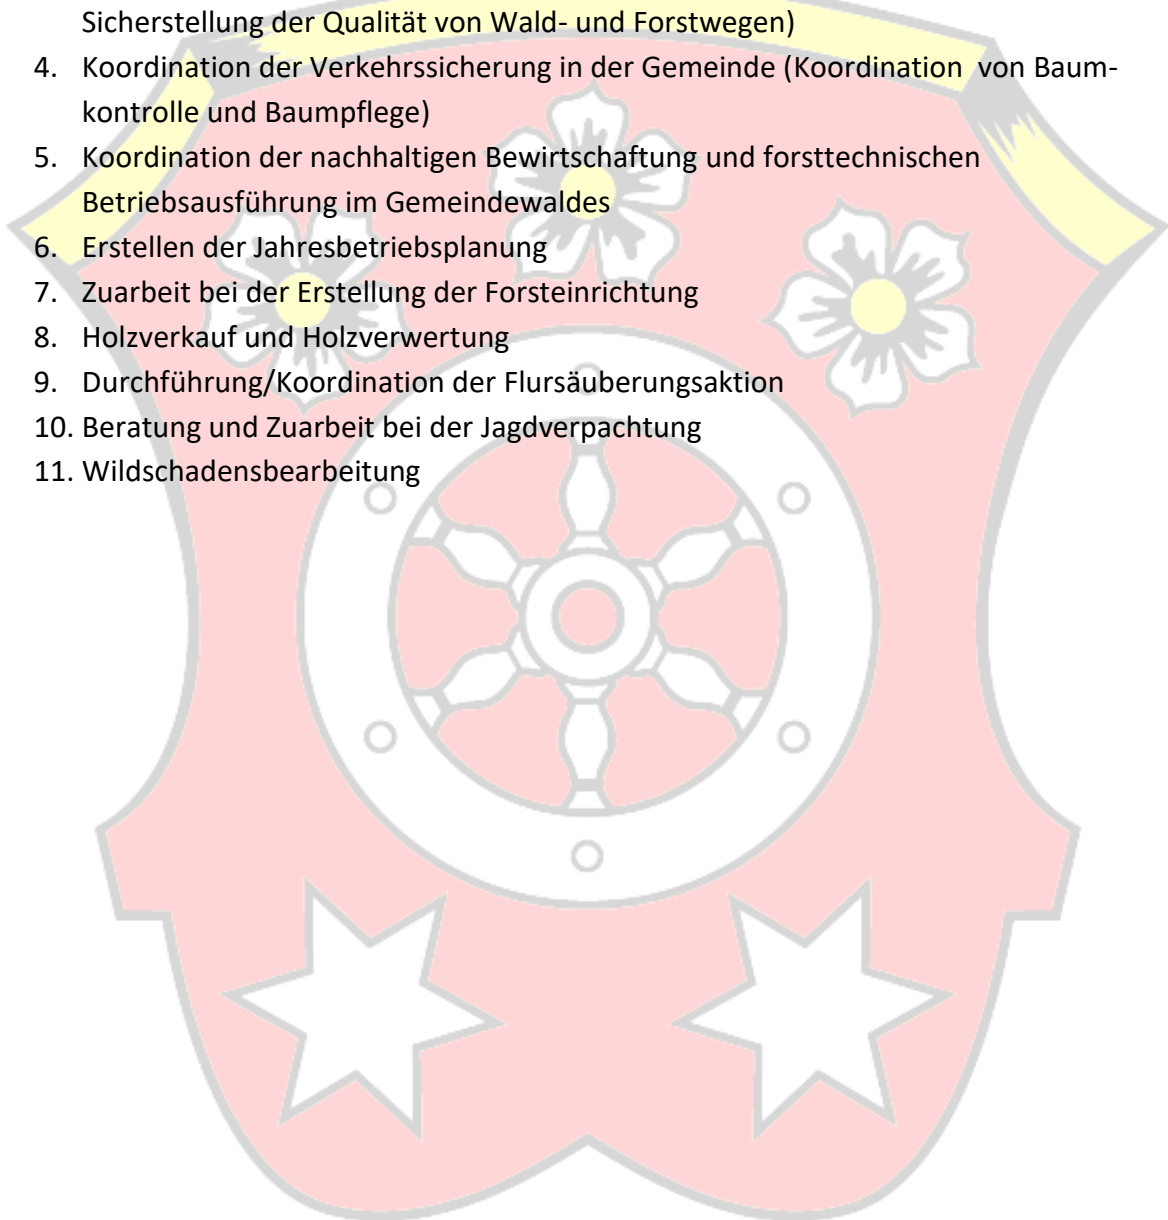 Sicherstellung der Qualität von Wald- und Forstwegen)
4. Koordination der Verkehrssicherung in der Gemeinde (Koordination von Baum-
kontrolle und Baumpflege)
5. Koordination der nachhaltigen Bewirtschaftung und forsttechnischen
Betriebsausführung im Gemeindewaldes
6. Erstellen der Jahresbetriebsplanung
7. Zuarbeit bei der Erstellung der Forsteinrichtung
8. Holzverkauf und Holzverwertung
9. Durchführung/Koordination der Flursäuberungsaktion
10. Beratung und Zuarbeit bei der Jagdverpachtung
11. Wildschadensbearbeitung